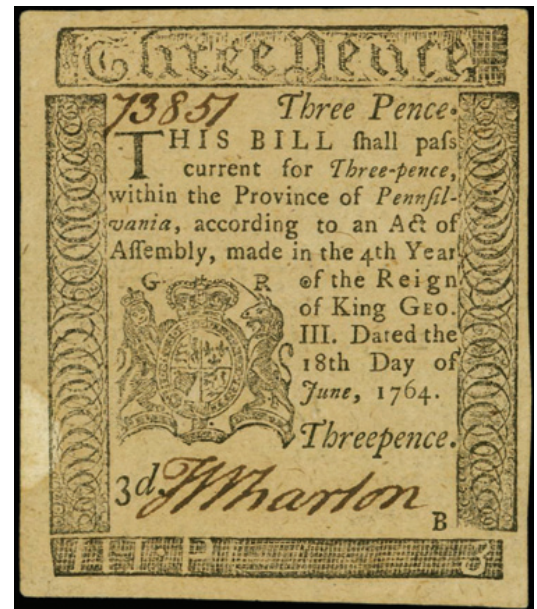 Three Pence
73851 Three Pence.
THIS BILL ſhall paſs
current for Three-pence,
within the Province of Pennſil-
vania, according to an Act of
Aſſembly, made in the 4th Year
G R of the Reign
of King GEO.
III. Dated the
18th Day of
June, 1764.
Threepence.
3d. Wharton
B
III. P